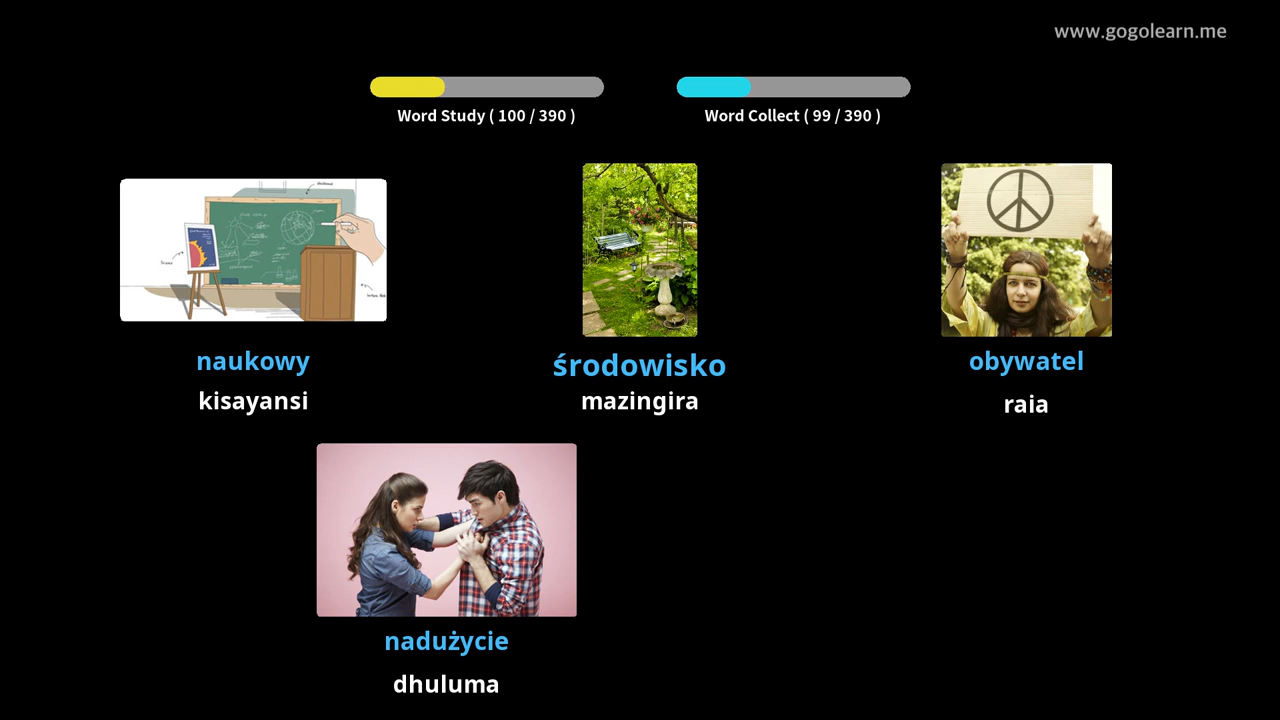 www.gogolearn.me
Word Study ( 100 / 390 )
Word Collect ( 99 / 390 )
naukowy
kisayansi
środowisko
mazingira
obywatel
raia
nadużycie
dhuluma